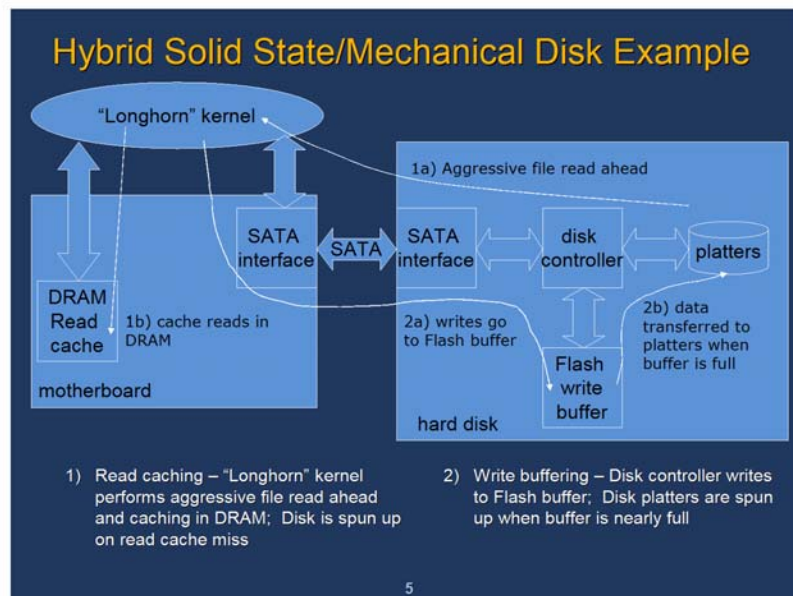 Hybrid Solid State/Mechanical Disk Example
“Longhorn” kernel
1a) Aggressive file read ahead
SATA
interface
SATA
SATA
interface
disk
controller
platters
DRAM
Read
cache
1b) cache reads in
DRAM
2a) writes go
to Flash buffer
2b) data
transferred to
platters when
buffer is full
Flash
write
buffer
motherboard
hard disk
1) Read caching – “Longhorn” kernel
performs aggressive file read ahead
and caching in DRAM; Disk is spun up
on read cache miss
2) Write buffering – Disk controller writes
to Flash buffer; Disk platters are spun
up when buffer is nearly full
5